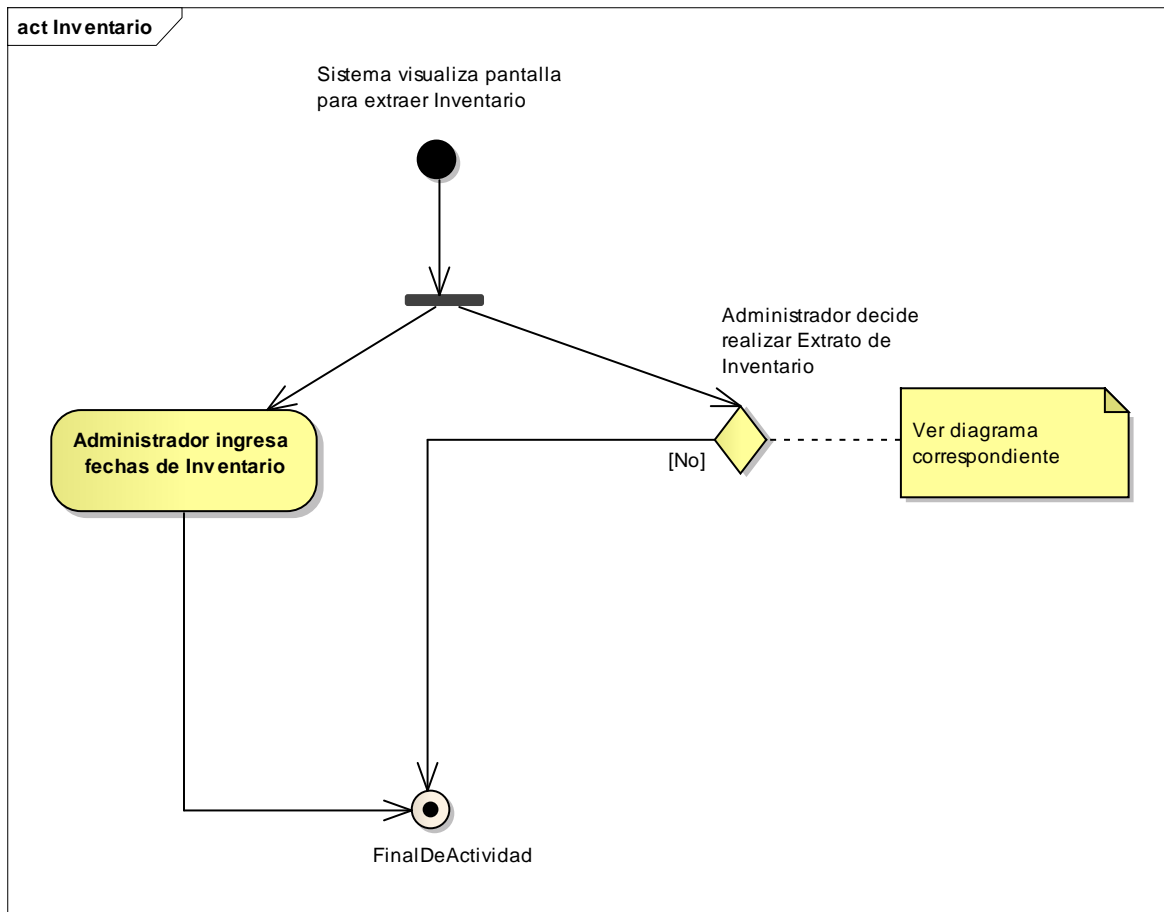 act Inventario
Sistema visualiza pantalla
para extraer Inventario
Administrador decide
realizar Extrato de
Inventario
Ver diagrama
correspondiente
[No]
Administrador ingresa
fechas de Inventario
FinalDeActividad